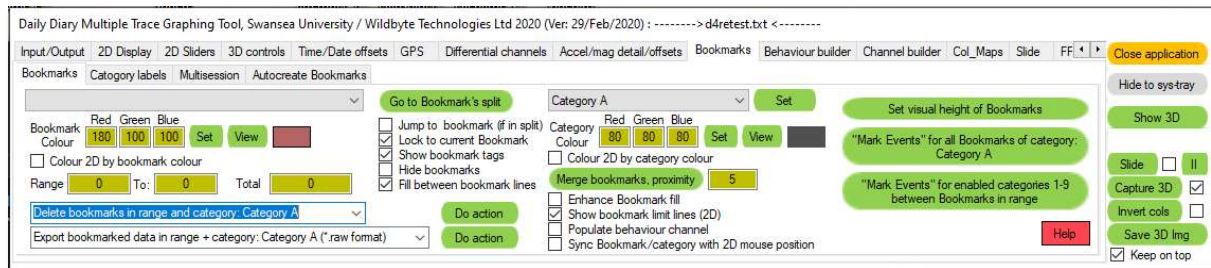 Daily Diary Multiple Trace Graphing Tool, Swansea University / Wildbyte Technologies Ltd 2020 (Ver: 29/Feb/2020) : -------->d4retest.txt <--------
Input/Output 2D Display 2D Sliders 3D controls Time/Date offsets GPS Differential channels Accel/mag detail/offsets Bookmarks Behaviour builder Channel builder Col_Maps Slide FF
Close application
Bookmarks Catogory labels Multisession Autocreate Bookmarks
Hide to sys-tray
Go to Bookmark's split
Category A
Set
Set visual height of Bookmarks
Show 3D
Red Green Blue
Bookmark Colour 180 100 100 Set View
Jump to bookmark (if in split)
Lock to current Bookmark
Show bookmark tags
Hide bookmarks
Fill between bookmark lines
Red Green Blue
Category Colour 80 80 80 Set View
"Mark Events" for all Bookmarks of category:
Category A
Colour 2D by bookmark colour
Colour 2D by category colour
Slide II
Range 0 To: 0 Total 0
Merge bookmarks, proximity 5
"Mark Events" for enabled categories 1-9
between Bookmarks in range
Capture 3D
Delete bookmarks in range and category: Category A
Do action
Enhance Bookmark fill
Show bookmark limit lines (2D)
Populate behaviour channel
Sync Bookmark/category with 2D mouse position
Invert cols
Export bookmarked data in range + category: Category A (*.raw format)
Do action
Help
Save 3D Img
Keep on top